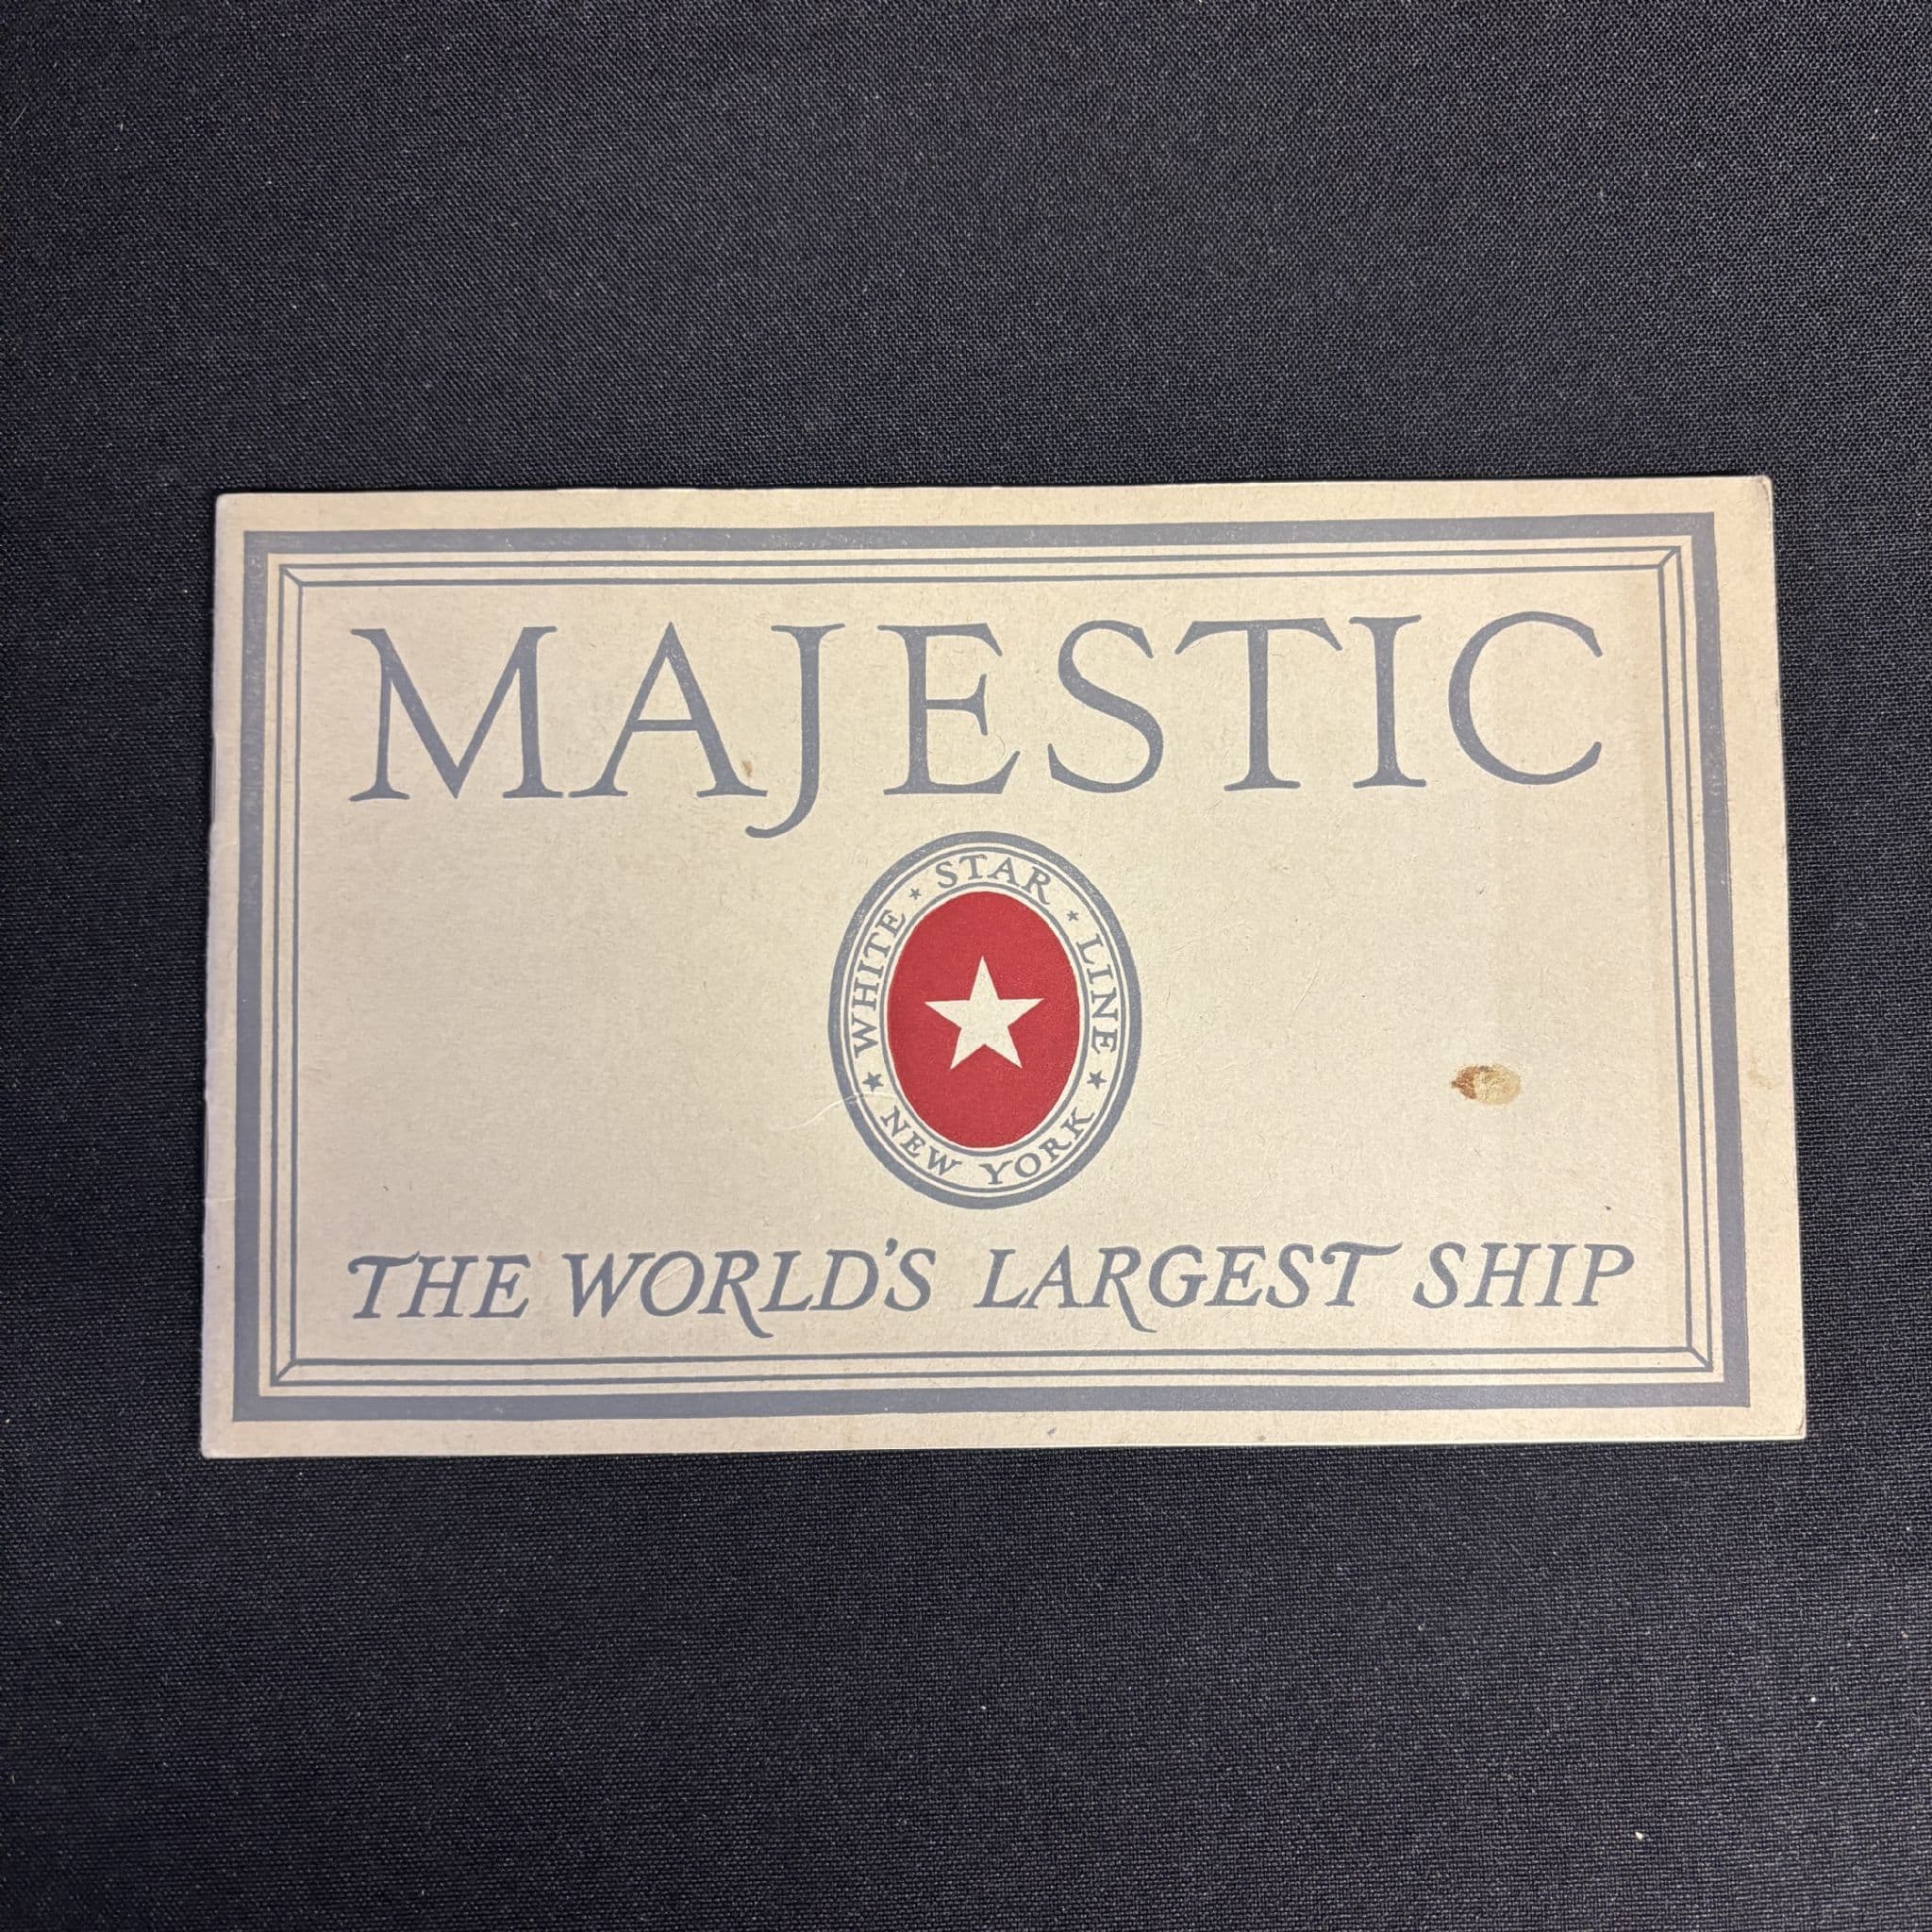 MAJESTIC
WHITE ★ STAR ★ LINE ★ NEW YORK ★
THE WORLD'S LARGEST SHIP